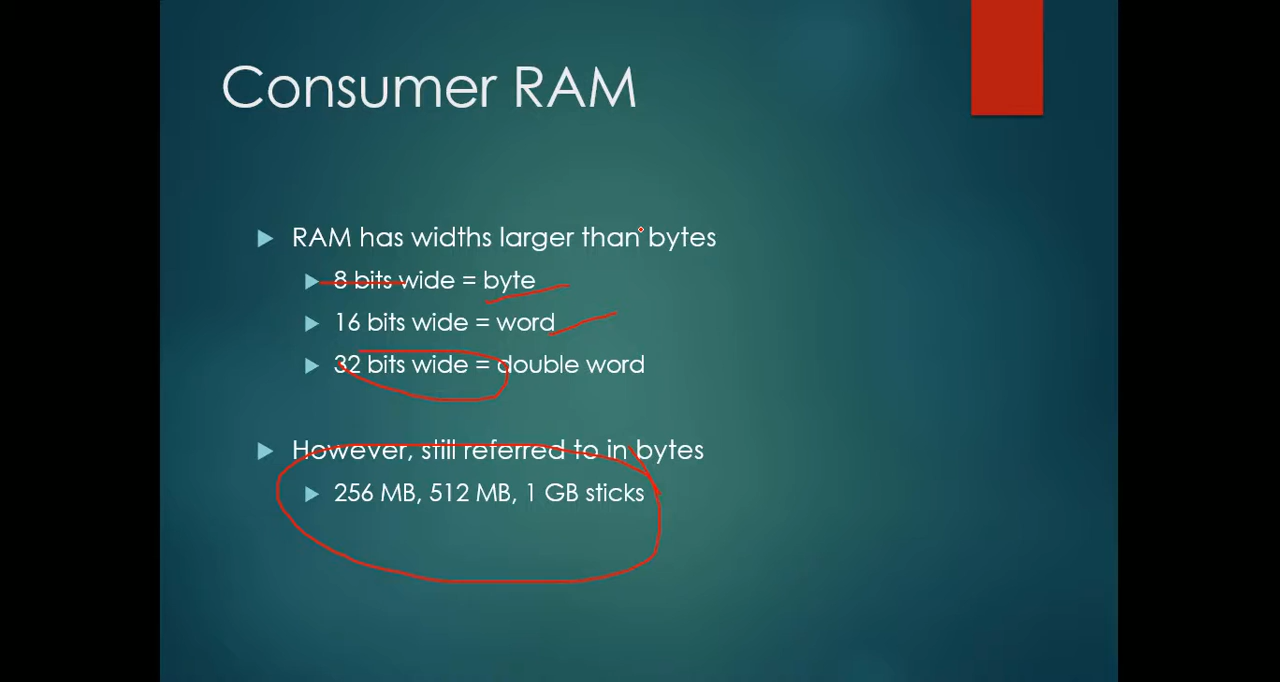 Consumer RAM
RAM has widths larger than bytes
8 bits wide = byte
16 bits wide = word
32 bits wide = double word
However, still referred to in bytes
256 MB, 512 MB, 1 GB sticks